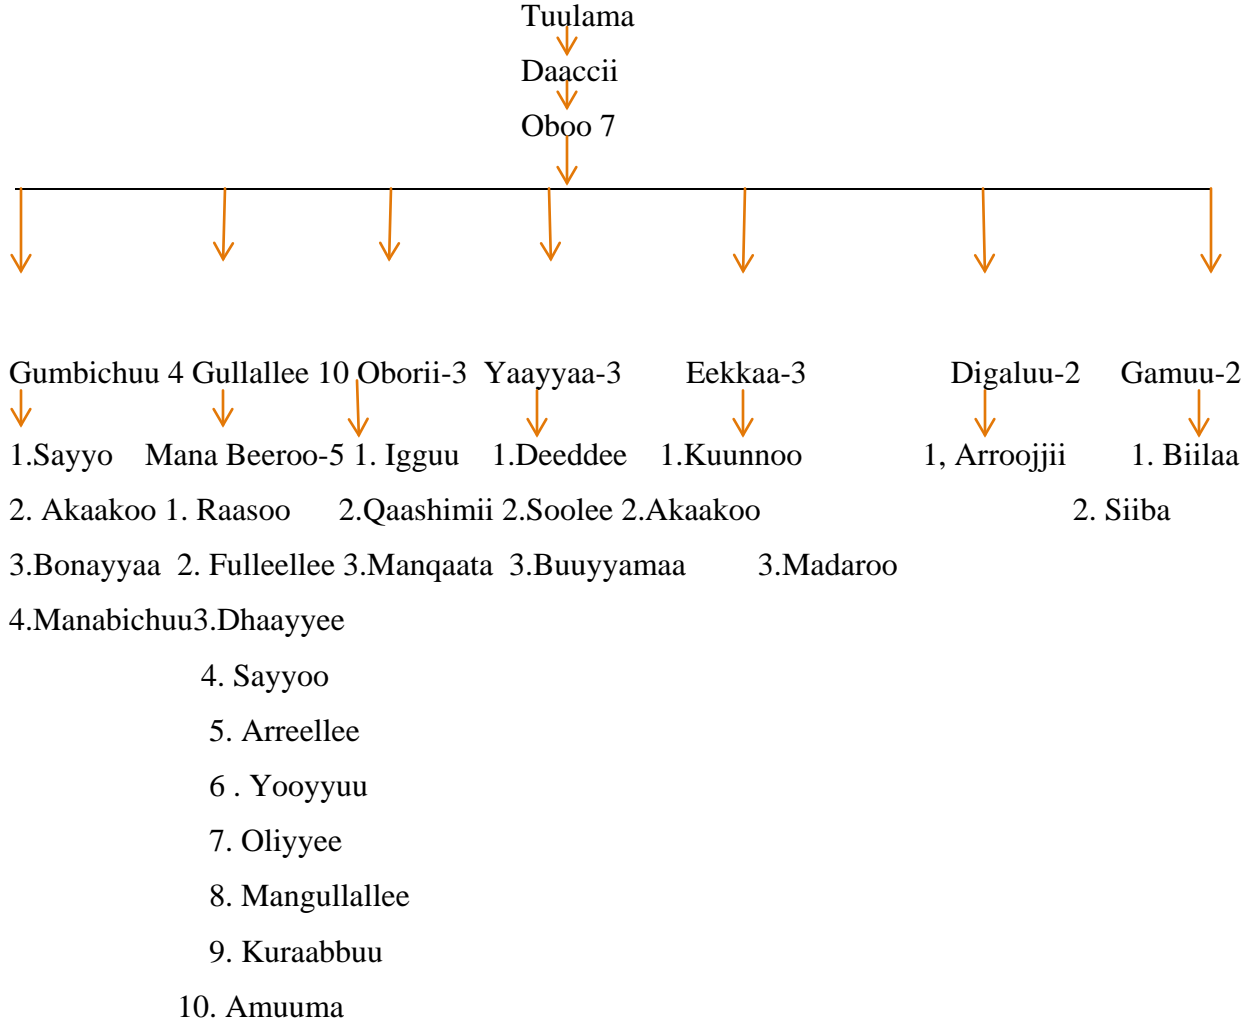 Tuulama
Daaccii
Oboo 7
Gumbichuu 4 Gullallee 10 Oborii-3 Yaayyaa-3 Eekkaa-3 Digaluu-2 Gamuu-2
1.Sayyo Mana Beeroo-5 1. Igguu 1.Deeddee 1.Kuunnoo 1, Arroojjii 1. Biilaa
2. Akaakoo 1. Raasoo 2.Qaashimii 2.Soolee 2.Akaakoo 2. Siiba
3.Bonayyaa 2. Fulleellee 3.Manqaata 3.Buuyyamaa 3.Madaroo
4.Manabichuu3.Dhaayyee
4. Sayyoo
5. Arreellee
6 . Yooyyuu
7. Oliyyee
8. Mangullallee
9. Kuraabbuu
10. Amuuma